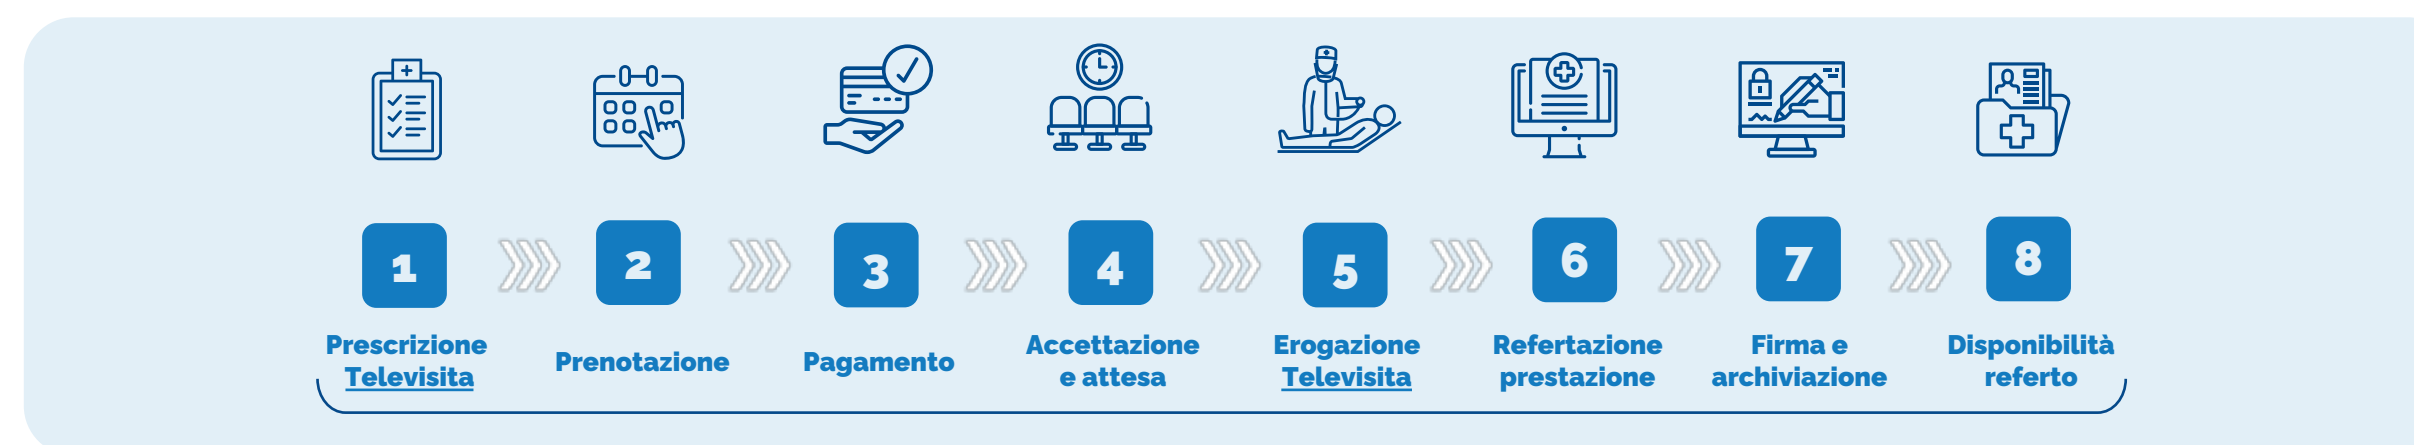 1
2
3
4
5
6
7
8
Prescrizione
Televisita
Prenotazione
Pagamento
Accettazione
e attesa
Erogazione
Televisita
Refertazione
prestazione
Firma e
archiviazione
Disponibilità
referto